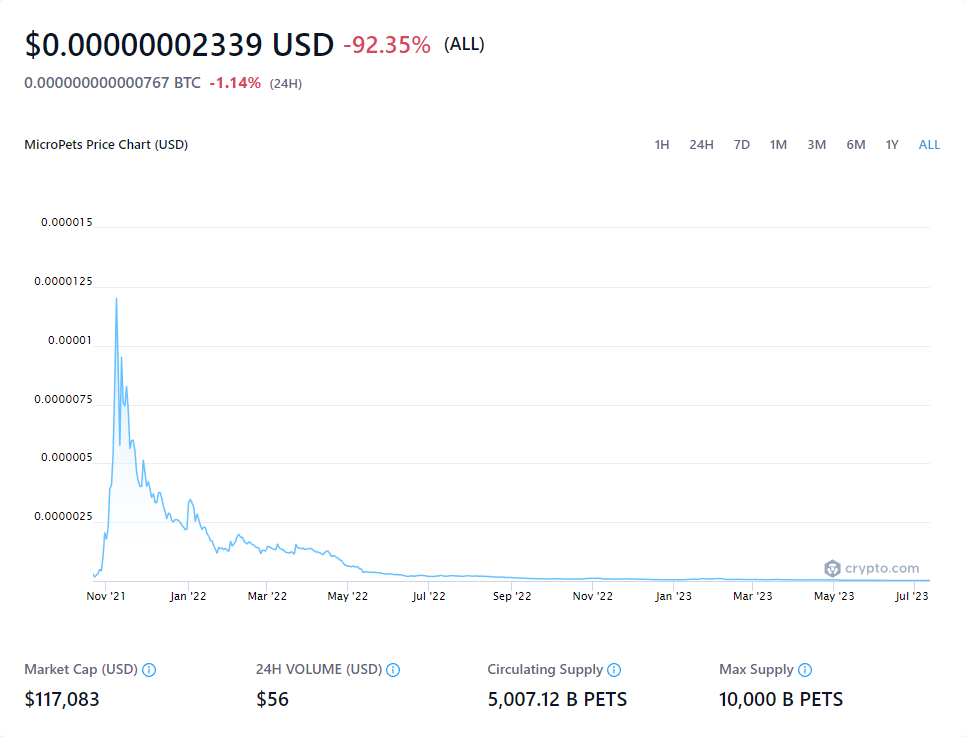 $0.00000002339 USD -92.35% (ALL)
0.000000000000767 BTC -1.14% (24H)
MicroPets Price Chart (USD) 1H 24H 7D 1M 3M 6M 1Y ALL
0.000015
0.0000125
0.00001
0.0000075
0.000005
0.0000025
crypto.com
Nov '21 Jan '22 Mar '22 May '22 Jul '22 Sep '22 Nov '22 Jan '23 Mar '23 May '23 Jul '23
Market Cap (USD) 24H VOLUME (USD) Circulating Supply Max Supply
$117,083 $56 5,007.12 B PETS 10,000 B PETS